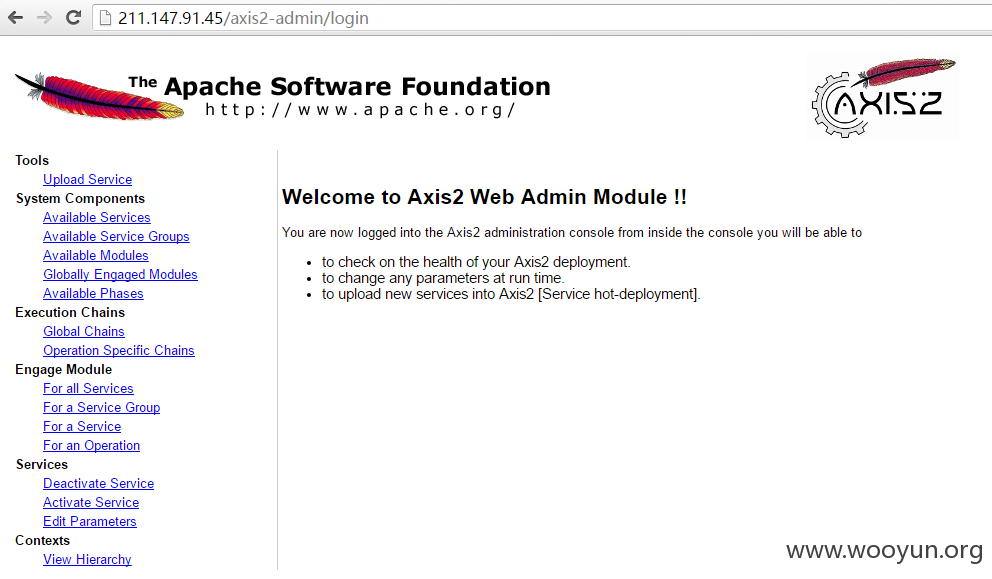 211.147.91.45/axis2-admin/login
The Apache Software Foundation
http://www.apache.org/
AXIS2
Tools
Upload Service
System Components
Available Services
Available Service Groups
Available Modules
Globally Engaged Modules
Available Phases
Execution Chains
Global Chains
Operation Specific Chains
Engage Module
For all Services
For a Service Group
For a Service
For an Operation
Services
Deactivate Service
Activate Service
Edit Parameters
Contexts
View Hierarchy
Welcome to Axis2 Web Admin Module !!
You are now logged into the Axis2 administration console from inside the console you will be able to
to check on the health of your Axis2 deployment.
to change any parameters at run time.
to upload new services into Axis2 [Service hot-deployment].
www.wooyun.org